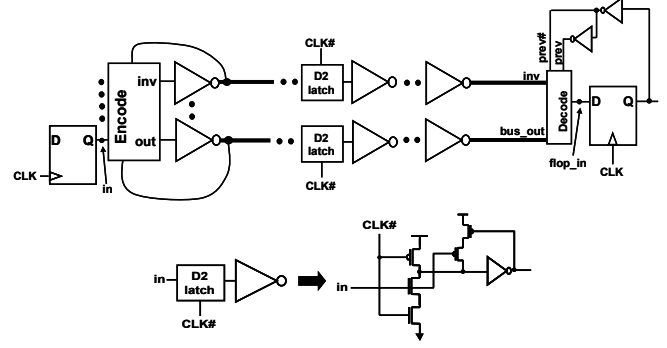 CLK#
prev#
prev
inv
D2
latch
inv
Encode
Decode
D
Q
bus_out
D
Q
out
D2
latch
CLK
in
CLK#
flop_in
CLK
CLK#
in
D2
latch
in
CLK#